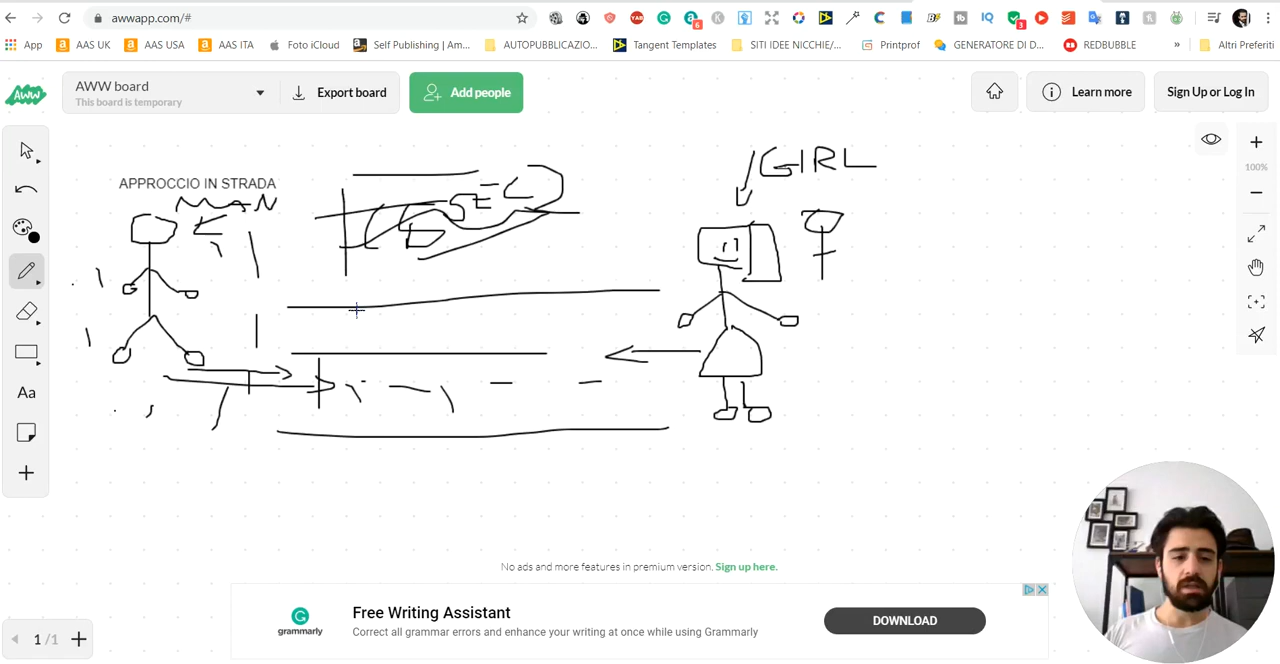 awwapp.com/#
App
AAS UK
AAS USA
AAS ITA
Foto iCloud
Self Publishing | Am...
AUTOPUBBLICAZIO...
Tangent Templates
SITI IDEE NICCHIE/...
Printprof
GENERATORE DI D...
REDBUBBLE
»
Altri Preferiti
AWW
AWW board
This board is temporary
Export board
Add people
Learn more
Sign Up or Log In
100%
Aa
APPROCCIO IN STRADA
MAN
GIRL
No ads and more features in premium version. Sign up here.
grammarly
Free Writing Assistant
Correct all grammar errors and enhance your writing at once while using Grammarly
DOWNLOAD
1/1